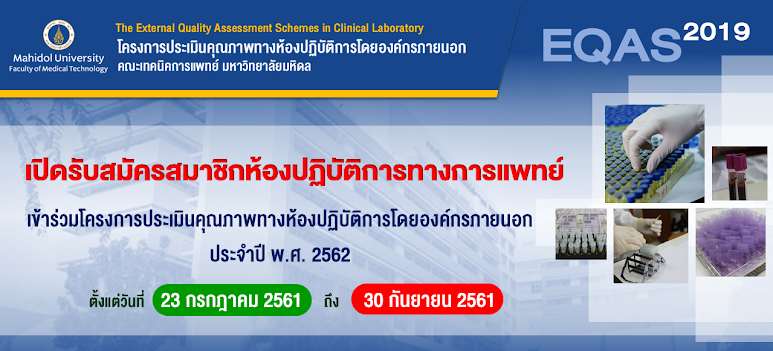 Mahidol University
Faculty of Medical Technology
The External Quality Assessment Schemes in Clinical Laboratory
โครงการประเมินคุณภาพทางห้องปฏิบัติการโดยองค์กรภายนอก
คณะเทคนิคการแพทย์ มหาวิทยาลัยมหิดล
EQAS2019
เปิดรับสมัครสมาชิกห้องปฏิบัติการทางการแพทย์
เข้าร่วมโครงการประเมินคุณภาพทางห้องปฏิบัติการโดยองค์กรภายนอก
ประจำปี พ.ศ. 2562
ตั้งแต่วันที่ 23 กรกฎาคม 2561 ถึง 30 กันยายน 2561